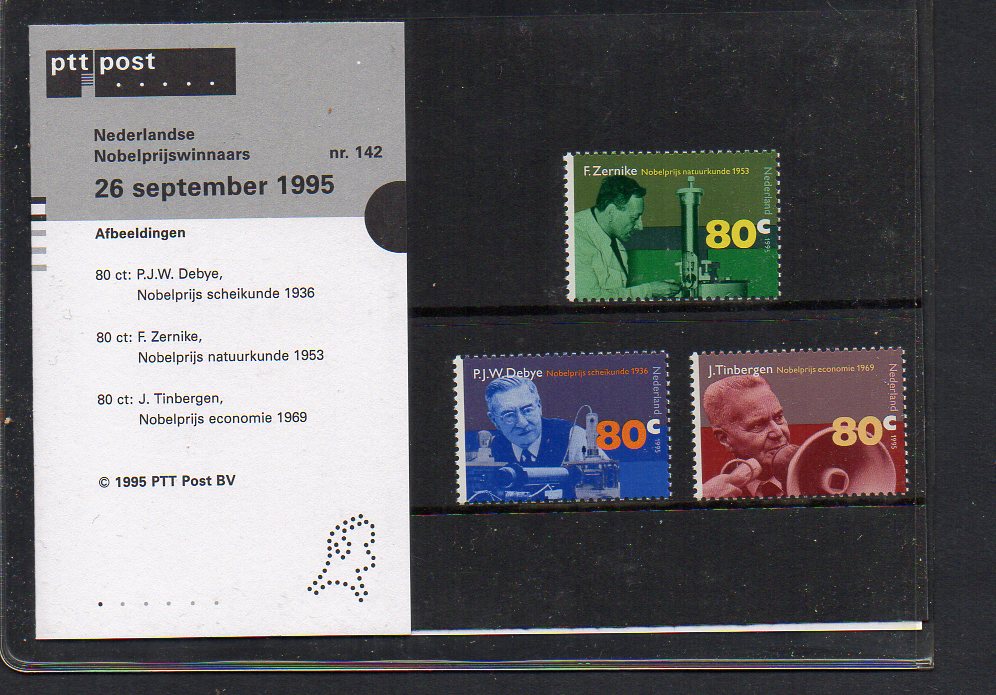 ptt post
Nederlandse
Nobelprijswinnaars nr. 142
26 september 1995
Afbeeldingen
80 ct: P.J.W. Debye,
Nobelprijs scheikunde 1936
80 ct: F. Zernike,
Nobelprijs natuurkunde 1953
80 ct: J. Tinbergen,
Nobelprijs economie 1969
© 1995 PTT Post BV
F. Zernike Nobelprijs natuurkunde 1953
Nederland
80c
1995
P.J.W. Debye Nobelprijs scheikunde 1936
Nederland
80c
1995
J. Tinbergen Nobelprijs economie 1969
Nederland
80c
1995